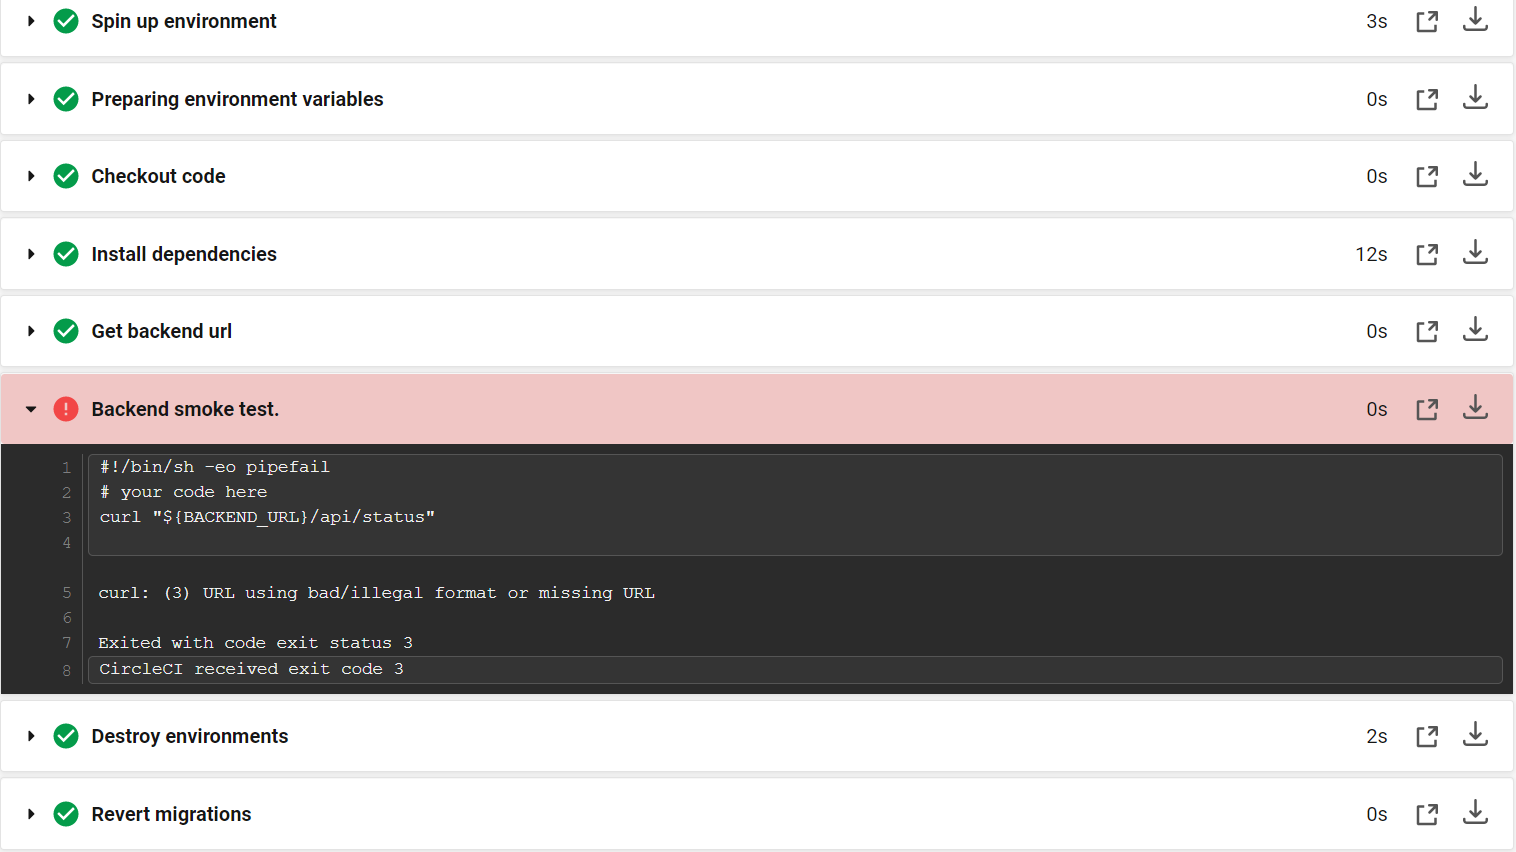 Spin up environment 3s
Preparing environment variables 0s
Checkout code 0s
Install dependencies 12s
Get backend url 0s
Backend smoke test. 0s
1 #!/bin/sh -eo pipefail
2 # your code here
3 curl "${BACKEND_URL}/api/status"
4
5 curl: (3) URL using bad/illegal format or missing URL
6
7 Exited with code exit status 3
8 CircleCI received exit code 3
Destroy environments 2s
Revert migrations 0s